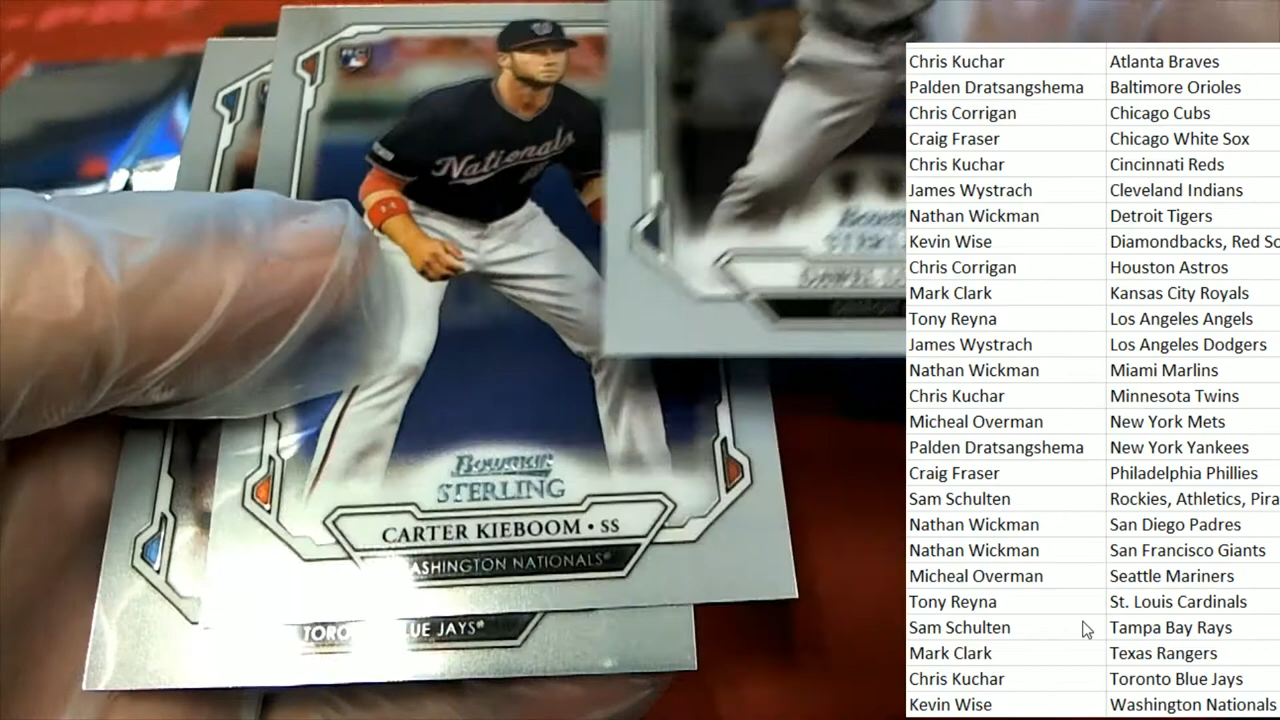 RC
Nationals
Bowman
STERLING
CARTER KIEBOOM • SS
WASHINGTON NATIONALS
BLUE JAYS
Chris Kuchar Atlanta Braves
Palden Dratsangshema Baltimore Orioles
Chris Corrigan Chicago Cubs
Craig Fraser Chicago White Sox
Chris Kuchar Cincinnati Reds
James Wystrach Cleveland Indians
Nathan Wickman Detroit Tigers
Kevin Wise Diamondbacks, Red So
Chris Corrigan Houston Astros
Mark Clark Kansas City Royals
Tony Reyna Los Angeles Angels
James Wystrach Los Angeles Dodgers
Nathan Wickman Miami Marlins
Chris Kuchar Minnesota Twins
Micheal Overman New York Mets
Palden Dratsangshema New York Yankees
Craig Fraser Philadelphia Phillies
Sam Schulten Rockies, Athletics, Pira
Nathan Wickman San Diego Padres
Nathan Wickman San Francisco Giants
Micheal Overman Seattle Mariners
Tony Reyna St. Louis Cardinals
Sam Schulten Tampa Bay Rays
Mark Clark Texas Rangers
Chris Kuchar Toronto Blue Jays
Kevin Wise Washington Nationals